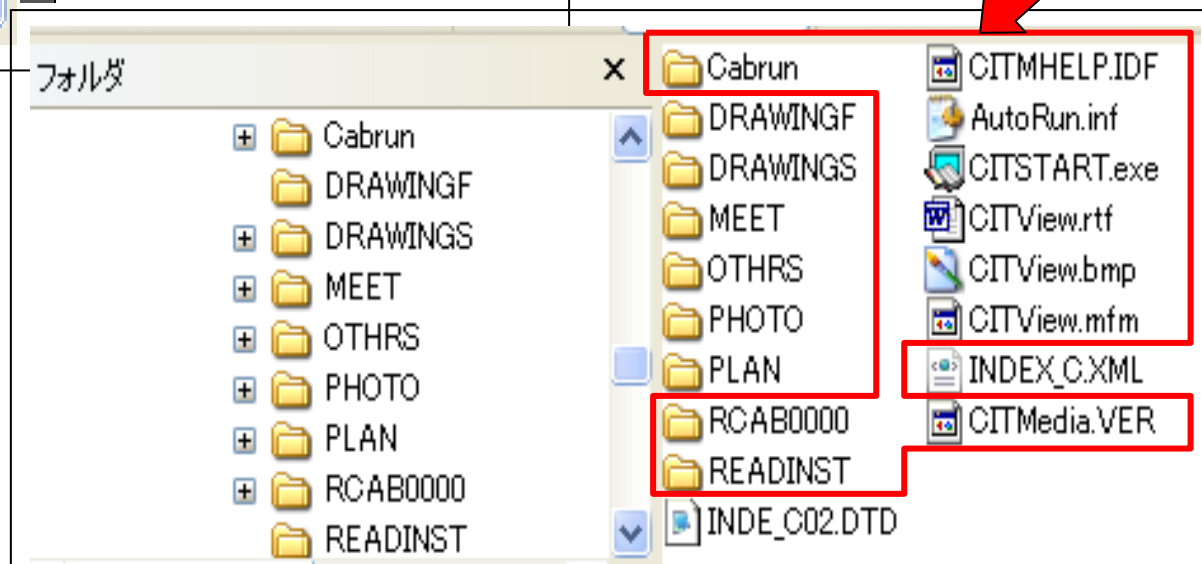 フォルダ
×
Cabrun
DRAWINGF
DRAWINGS
MEET
OTHRS
PHOTO
PLAN
RCAB0000
READINST
Cabrun
DRAWINGF
DRAWINGS
MEET
OTHRS
PHOTO
PLAN
RCAB0000
READINST
INDE_C02.DTD
CITMHELP.IDF
AutoRun.inf
CITSTART.exe
CITView.rtf
CITView.bmp
CITView.mfm
INDEX_C.XML
CITMedia.VER